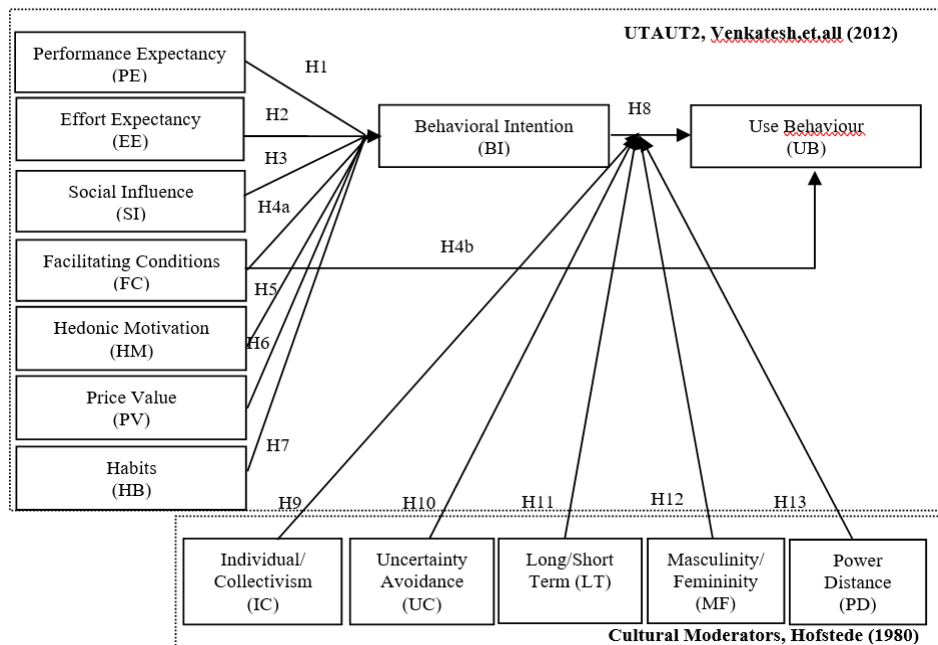 UTAUT2, Venkatesh,et.all (2012)
Performance Expectancy
(PE)
H1
Effort Expectancy
(EE)
H2
Social Influence
(SI)
H3
H4a
Facilitating Conditions
(FC)
H5
Hedonic Motivation
(HM)
H6
Price Value
(PV)
Habits
(HB)
H7
Behavioral Intention
(BI)
H8
Use Behaviour
(UB)
H4b
H9
H10
H11
H12
H13
Individual/
Collectivism
(IC)
Uncertainty
Avoidance
(UC)
Long/Short
Term (LT)
Masculinity/
Femininity
(MF)
Power
Distance
(PD)
Cultural Moderators, Hofstede (1980)